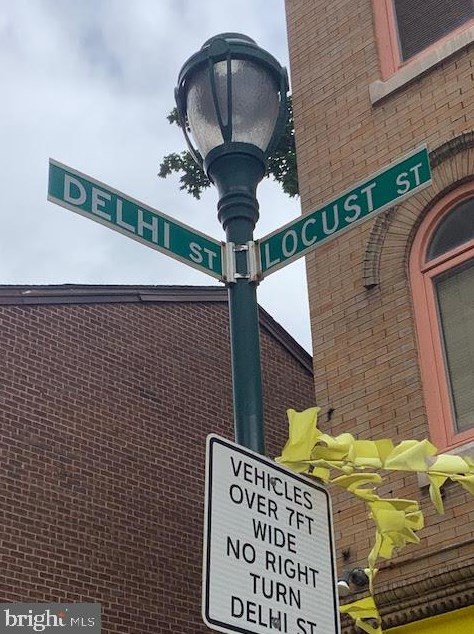 DELHI ST
LOCUST ST
VEHICLES
OVER 7FT
WIDE
NO RIGHT
TURN
DELHI ST
bright MLS